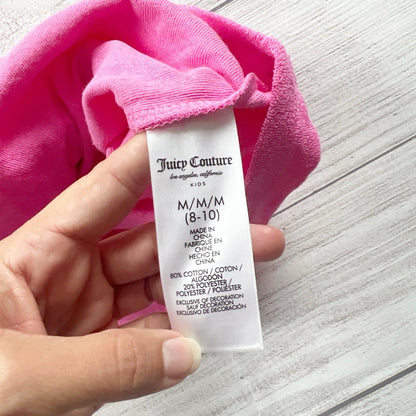 Juicy Couture
los angeles, california
KIDS
M/M/M
(8-10)
MADE IN
CHINA
FABRIQUÉ EN
CHINE
HECHO EN
CHINA
80% COTTON / COTON /
ALGODÓN
20% POLYESTER /
POLYESTER / POLIÉSTER
EXCLUSIVE OF DECORATION
SAUF DÉCORATION
EXCLUSIVO DE DECORACIÓN